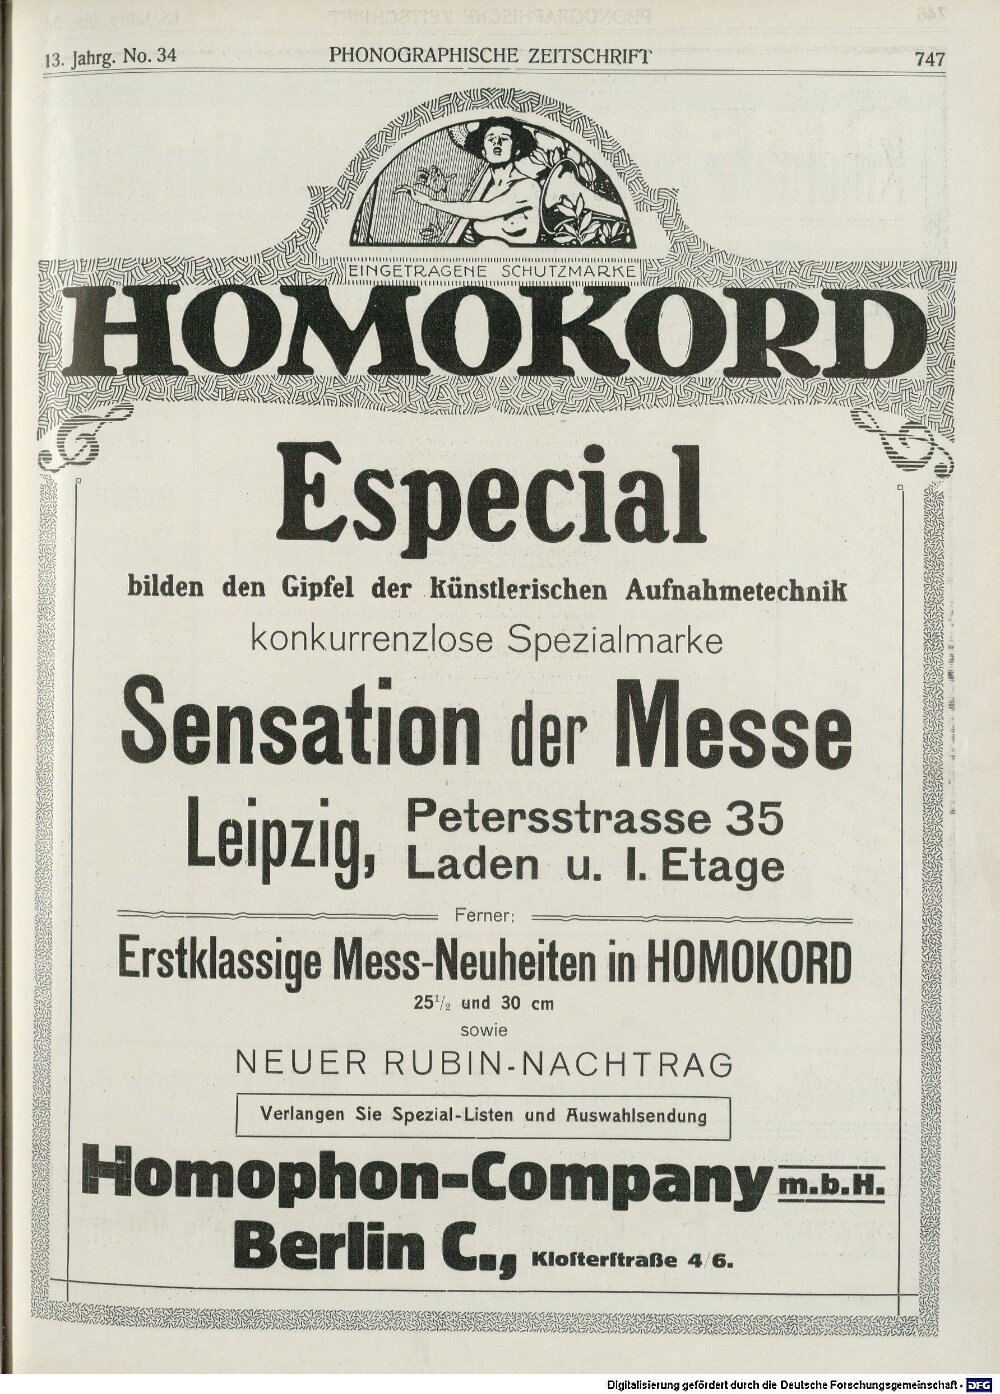 13. Jahrg. No. 34 PHONOGRAPHISCHE ZEITSCHRIFT 747
EINGETRAGENE SCHUTZMARKE
HOMOKORD
Especial
bilden den Gipfel der künstlerischen Aufnahmetechnik
konkurrenzlose Spezialmarke
Sensation der Messe
Leipzig, Petersstrasse 35
Laden u. I. Etage
Ferner:
Erstklassige Mess-Neuheiten in HOMOKORD
25½ und 30 cm
sowie
NEUER RUBIN-NACHTRAG
Verlangen Sie Spezial-Listen und Auswahlsendung
Homophon-Company m.b.H.
Berlin C., Kloſterſtraße 4/6.
Digitalisierung gefördert durch die Deutsche Forschungsgemeinschaft - DFG